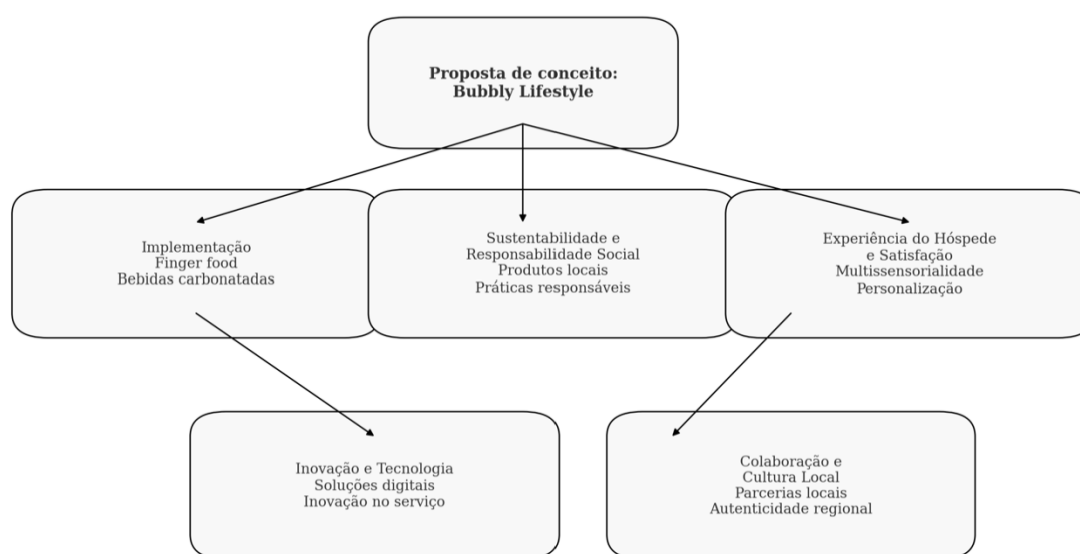 Proposta de conceito:
Bubbly Lifestyle
Implementação
Finger food
Bebidas carbonatadas
Sustentabilidade e
Responsabilidade Social
Produtos locais
Práticas responsáveis
Experiência do Hóspede
e Satisfação
Multissensorialidade
Personalização
Inovação e Tecnologia
Soluções digitais
Inovação no serviço
Colaboração e
Cultura Local
Parcerias locais
Autenticidade regional